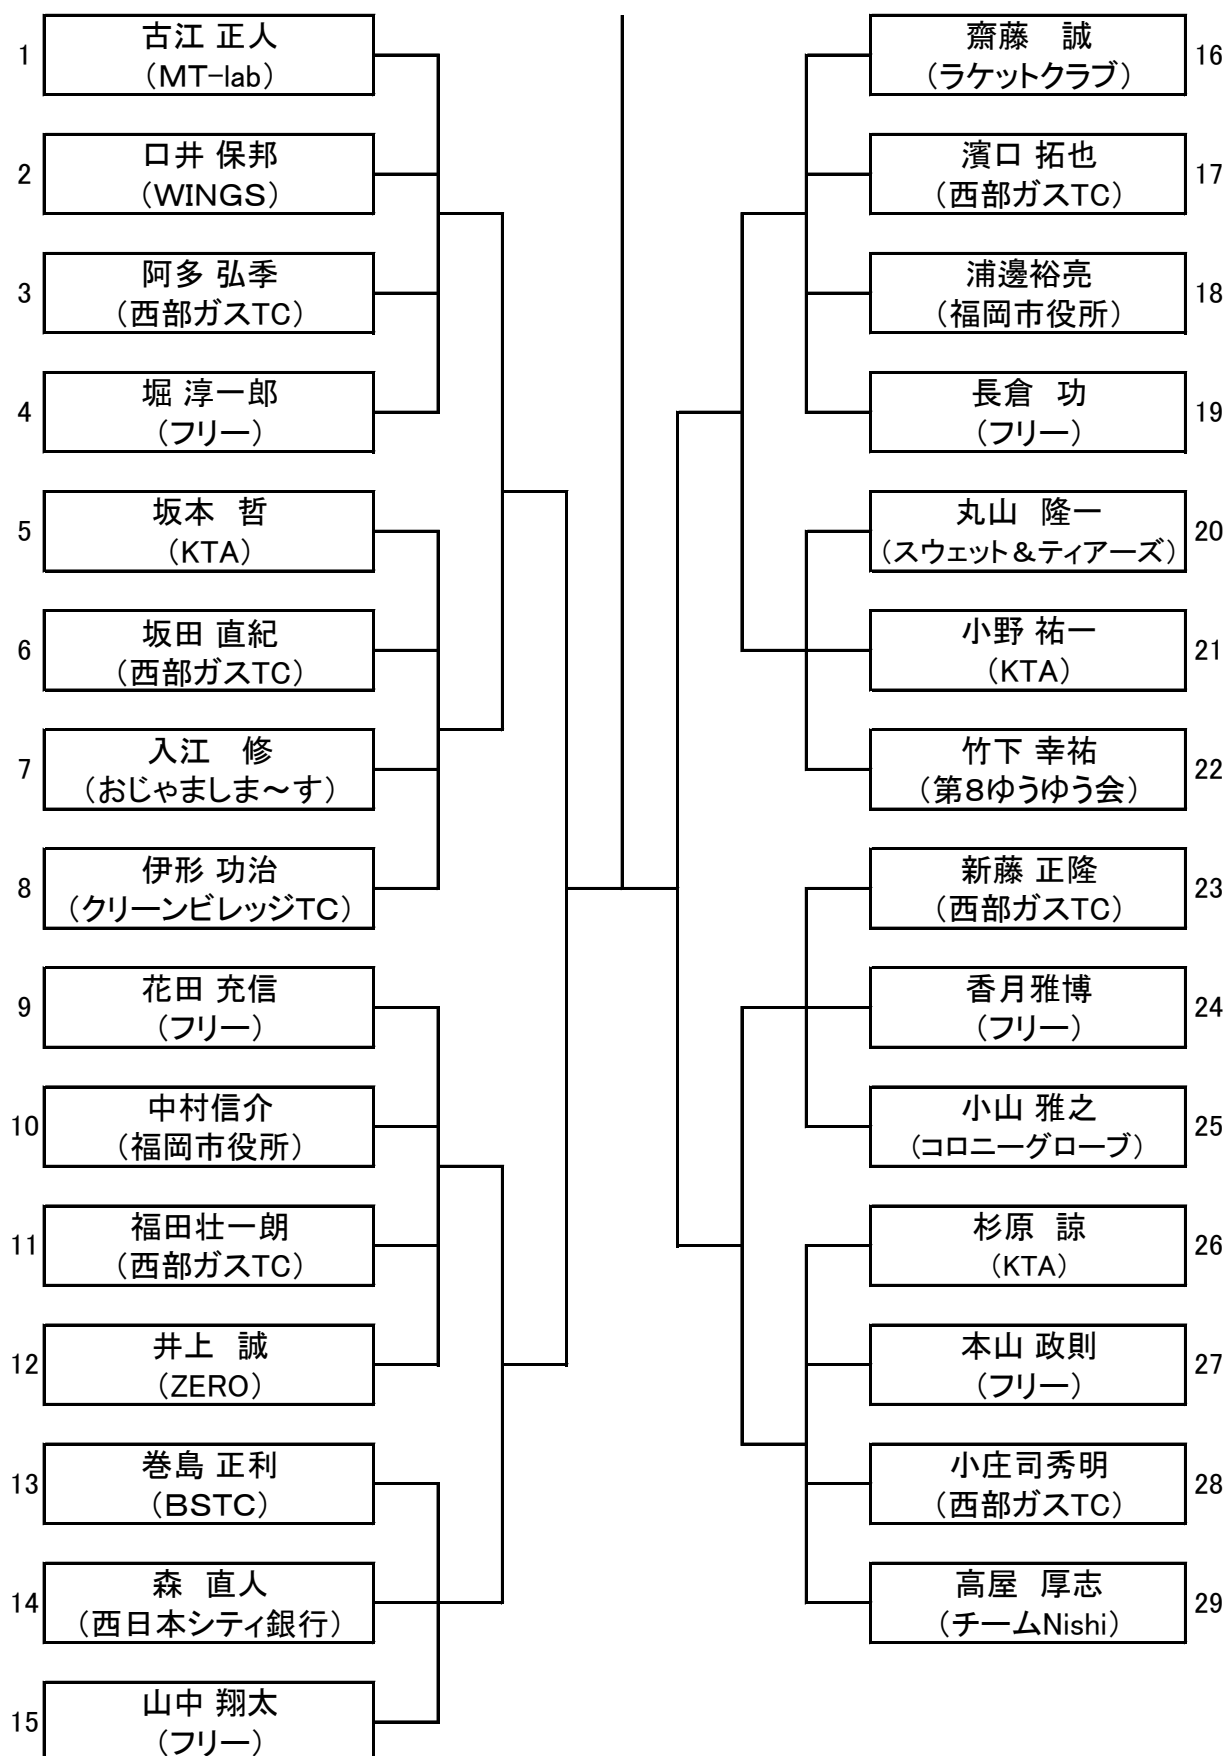 1
古江 正人
（MT-lab）
2
口井 保邦
（WINGS）
3
阿多 弘季
（西部ガスTC）
4
堀 淳一郎
（フリー）
5
坂本　哲
（KTA）
6
坂田 直紀
（西部ガスTC）
7
入江　修
（おじゃましま～す）
8
伊形 功治
（クリーンビレッジTC）
9
花田 充信
（フリー）
10
中村信介
（福岡市役所）
11
福田壮一朗
（西部ガスTC）
12
井上　誠
（ZERO）
13
巻島 正利
（BSTC）
14
森　直人
（西日本シティ銀行）
15
山中 翔太
（フリー）
齋藤　誠
（ラケットクラブ）
16
濱口 拓也
（西部ガスTC）
17
浦邊裕亮
（福岡市役所）
18
長倉　功
（フリー）
19
丸山　隆一
（スウェット＆ティアーズ）
20
小野 祐一
（KTA）
21
竹下 幸祐
（第8ゆうゆう会）
22
新藤 正隆
（西部ガスTC）
23
香月雅博
（フリー）
24
小山 雅之
（コロニーグローブ）
25
杉原　諒
（KTA）
26
本山 政則
（フリー）
27
小庄司秀明
（西部ガスTC）
28
高屋　厚志
（チームNishi）
29